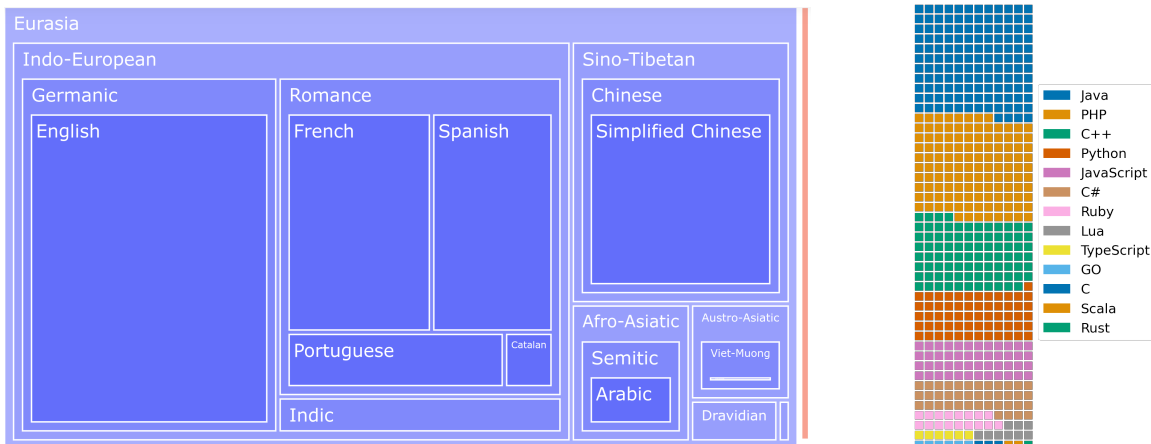 Eurasia
Indo-European
Sino-Tibetan
Germanic
Romance
Chinese
English
French
Spanish
Simplified Chinese
Portuguese
Catalan
Indic
Afro-Asiatic
Semitic
Arabic
Austro-Asiatic
Viet-Muong
Dravidian
Java
PHP
C++
Python
JavaScript
C#
Ruby
Lua
TypeScript
GO
C
Scala
Rust